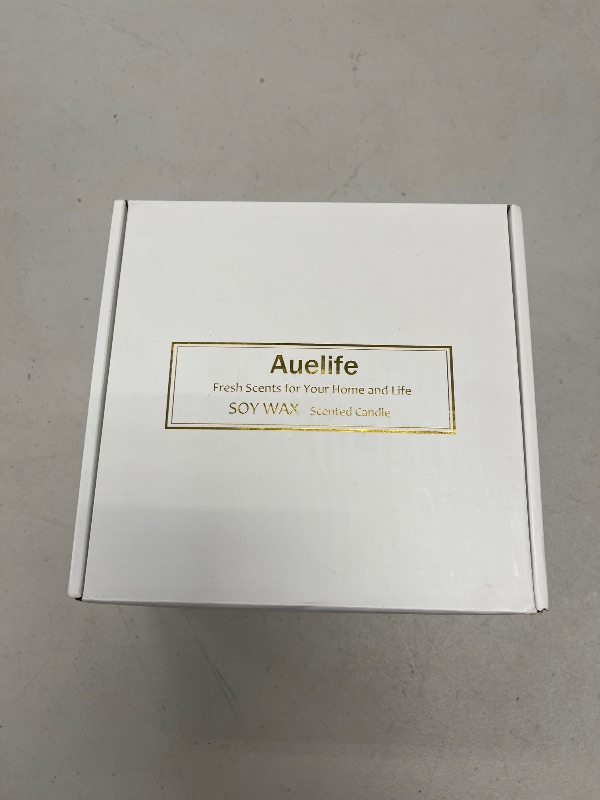 Auelife
Fresh Scents for Your Home and Life
SOY WAX Scented Candle